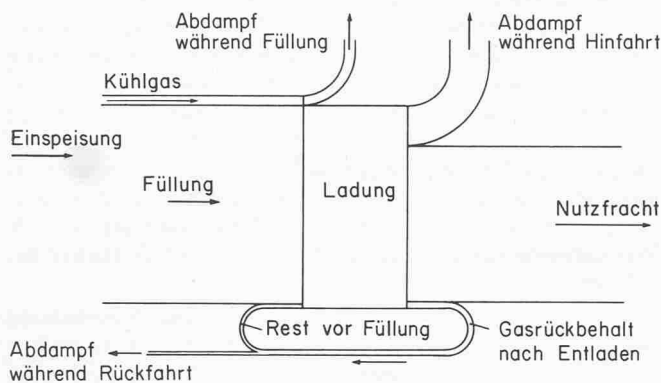 Abdampf
während Füllung
Abdampf
während Hinfahrt
Kühlgas
Einspeisung
Füllung
Ladung
Nutzfracht
Rest vor Füllung
Gasrückbehalt
nach Entladen
Abdampf
während Rückfahrt